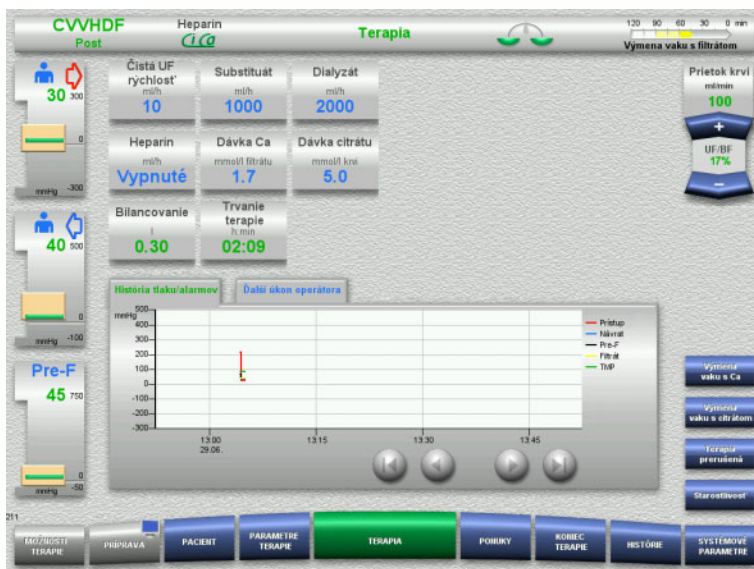 CVVHDF
Post
Heparin
CiCa
Terapia
120 90 60 30 0 min
Výmena vaku s filtrátom
30
300
0
mmHg
-300
Čistá UF
rýchlosť
ml/h
10
Substituát
ml/h
1000
Dialyzát
ml/h
2000
Prietok krvi
ml/min
100
+
UF/BF
17%
−
Heparin
ml/h
Vypnuté
Dávka Ca
mmol/l filtrátu
1.7
Dávka citrátu
mmol/l krvi
5.0
40
500
0
mmHg
-100
Bilancovanie
l
0.30
Trvanie
terapie
h:min
02:09
História tlaku/alarmov
Ďalší úkon operátora
mmHg
500
400
300
200
100
0
-100
-200
-300
13:00
29.06.
13:15
13:30
13:45
Prístup
Návrat
Pre-F
Filtrát
TMP
Pre-F
45
750
0
mmHg
-50
Výmena
vaku s Ca
Výmena
vaku s citrátom
Terapia
prerušená
Starostlivosť
211
MOŽNOSTI
TERAPIE
PRÍPRAVA
PACIENT
PARAMETRE
TERAPIE
TERAPIA
PONUKY
KONIEC
TERAPIE
HISTÓRIE
SYSTÉMOVÉ
PARAMETRE